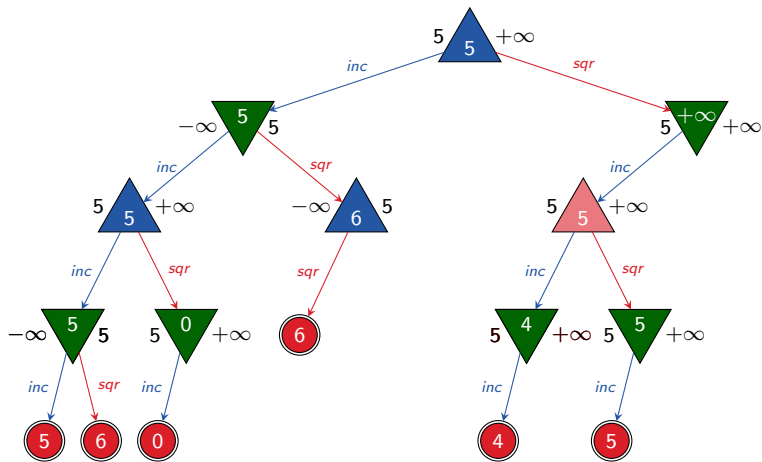 5 5 +∞
inc sqr
−∞ 5 5
5 +∞ +∞
inc sqr inc
5 5 +∞
−∞ 6 5
5 5 +∞
inc sqr sqr inc sqr
−∞ 5 5
5 0 +∞
6
5 4 +∞
5 5 +∞
inc sqr inc inc inc
5 6 0 4 5